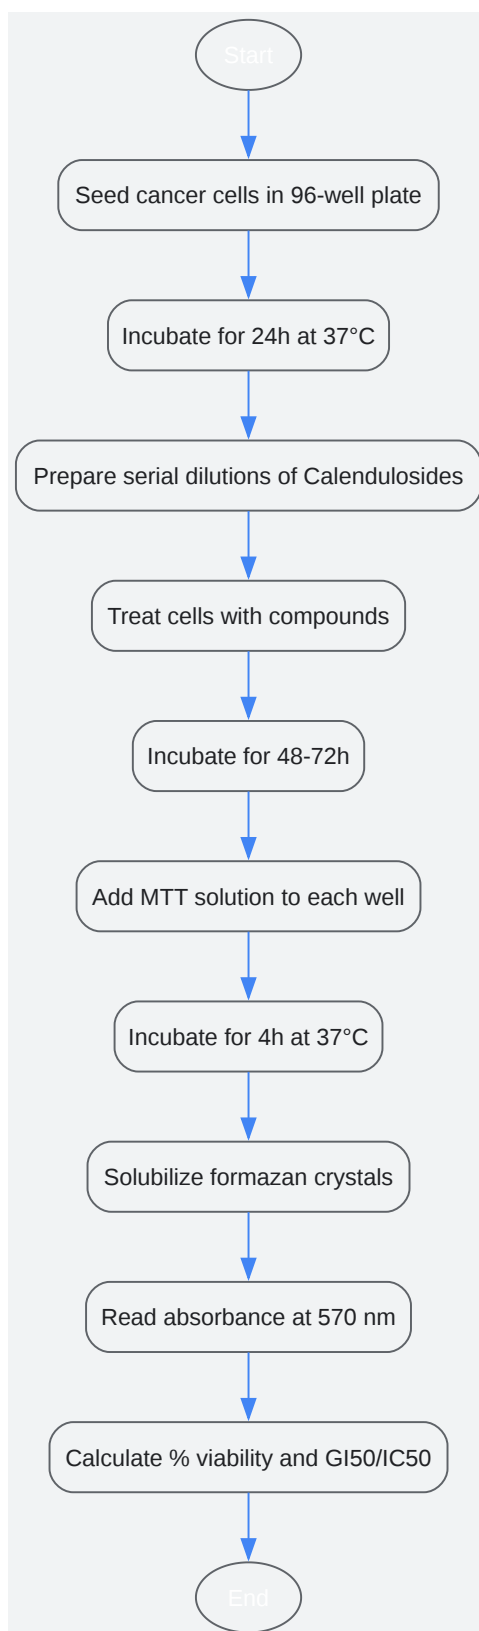 Start
Seed cancer cells in 96-well plate
Incubate for 24h at 37°C
Prepare serial dilutions of Calendulosides
Treat cells with compounds
Incubate for 48-72h
Add MTT solution to each well
Incubate for 4h at 37°C
Solubilize formazan crystals
Read absorbance at 570 nm
Calculate % viability and GI50/IC50
End